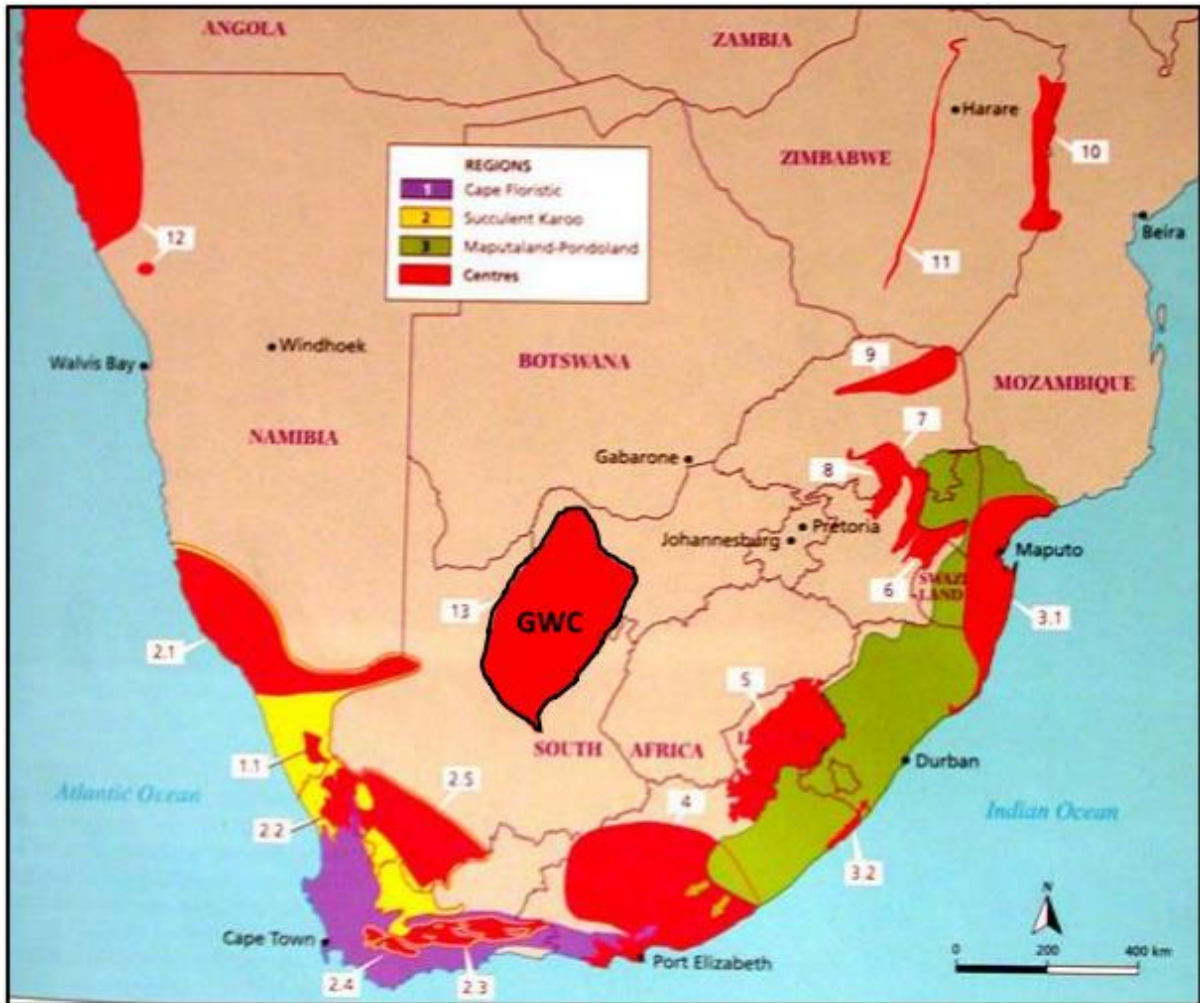 ANGOLA
ZAMBIA
Harare
ZIMBABWE
10
REGIONS
1 Cape Floristic
2 Succulent Karoo
3 Maputaland-Pondoland
Centres
12
Beira
11
Windhoek
Walvis Bay
BOTSWANA
9
MOZAMBIQUE
NAMIBIA
7
Gabarone
8
Pretoria
Johannesburg
Maputo
6
SWAZI
LAND
13
GWC
3.1
2.1
5
L
SOUTH AFRICA
1.1
Durban
2.5
Atlantic Ocean
4
Indian Ocean
2.2
3.2
N
Cape Town
Port Elizabeth
0 200 400 km
2.4
2.3